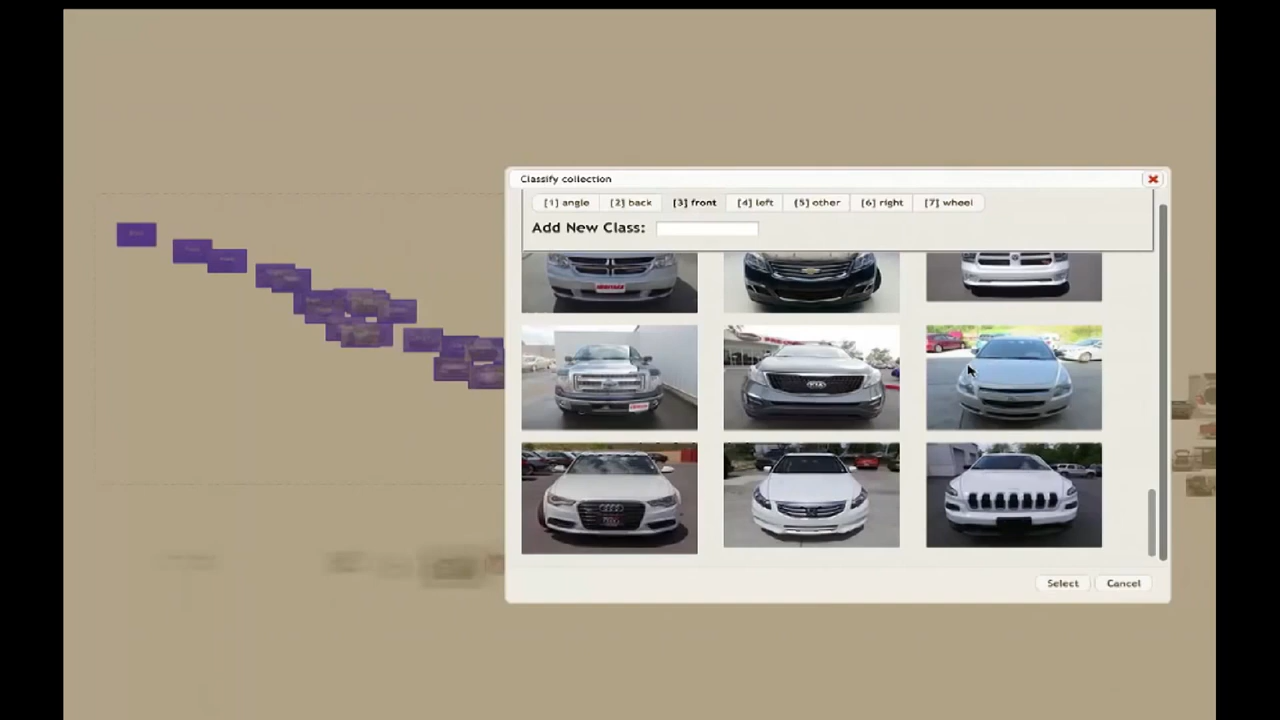 Classify collection
[1] angle [2] back [3] front [4] left [5] other [6] right [7] wheel
Add New Class:
KIA
Select Cancel